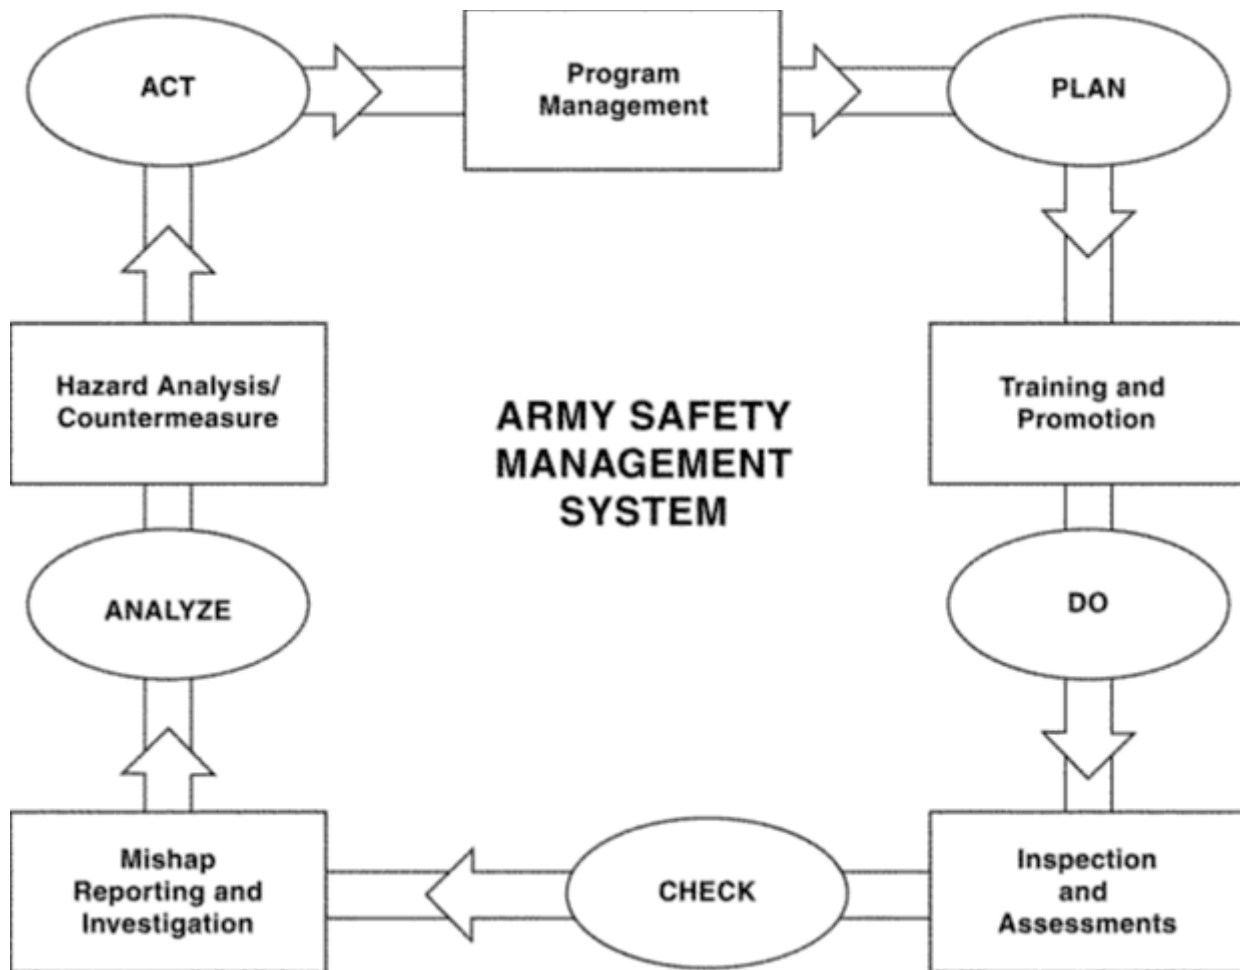 ACT
Program
Management
PLAN
Hazard Analysis/
Countermeasure
ARMY SAFETY
MANAGEMENT
SYSTEM
Training and
Promotion
ANALYZE
DO
Mishap
Reporting and
Investigation
CHECK
Inspection
and
Assessments